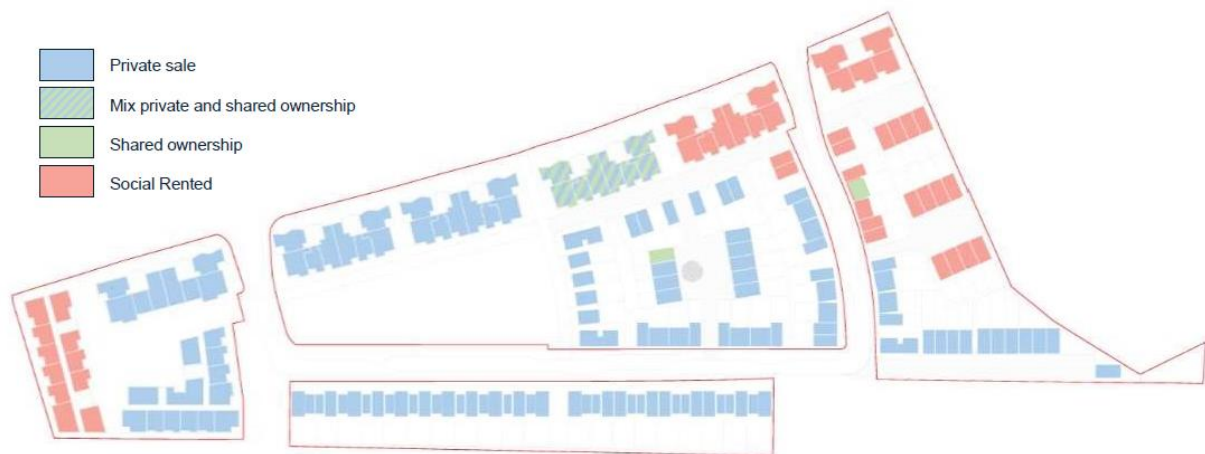 Private sale
Mix private and shared ownership
Shared ownership
Social Rented